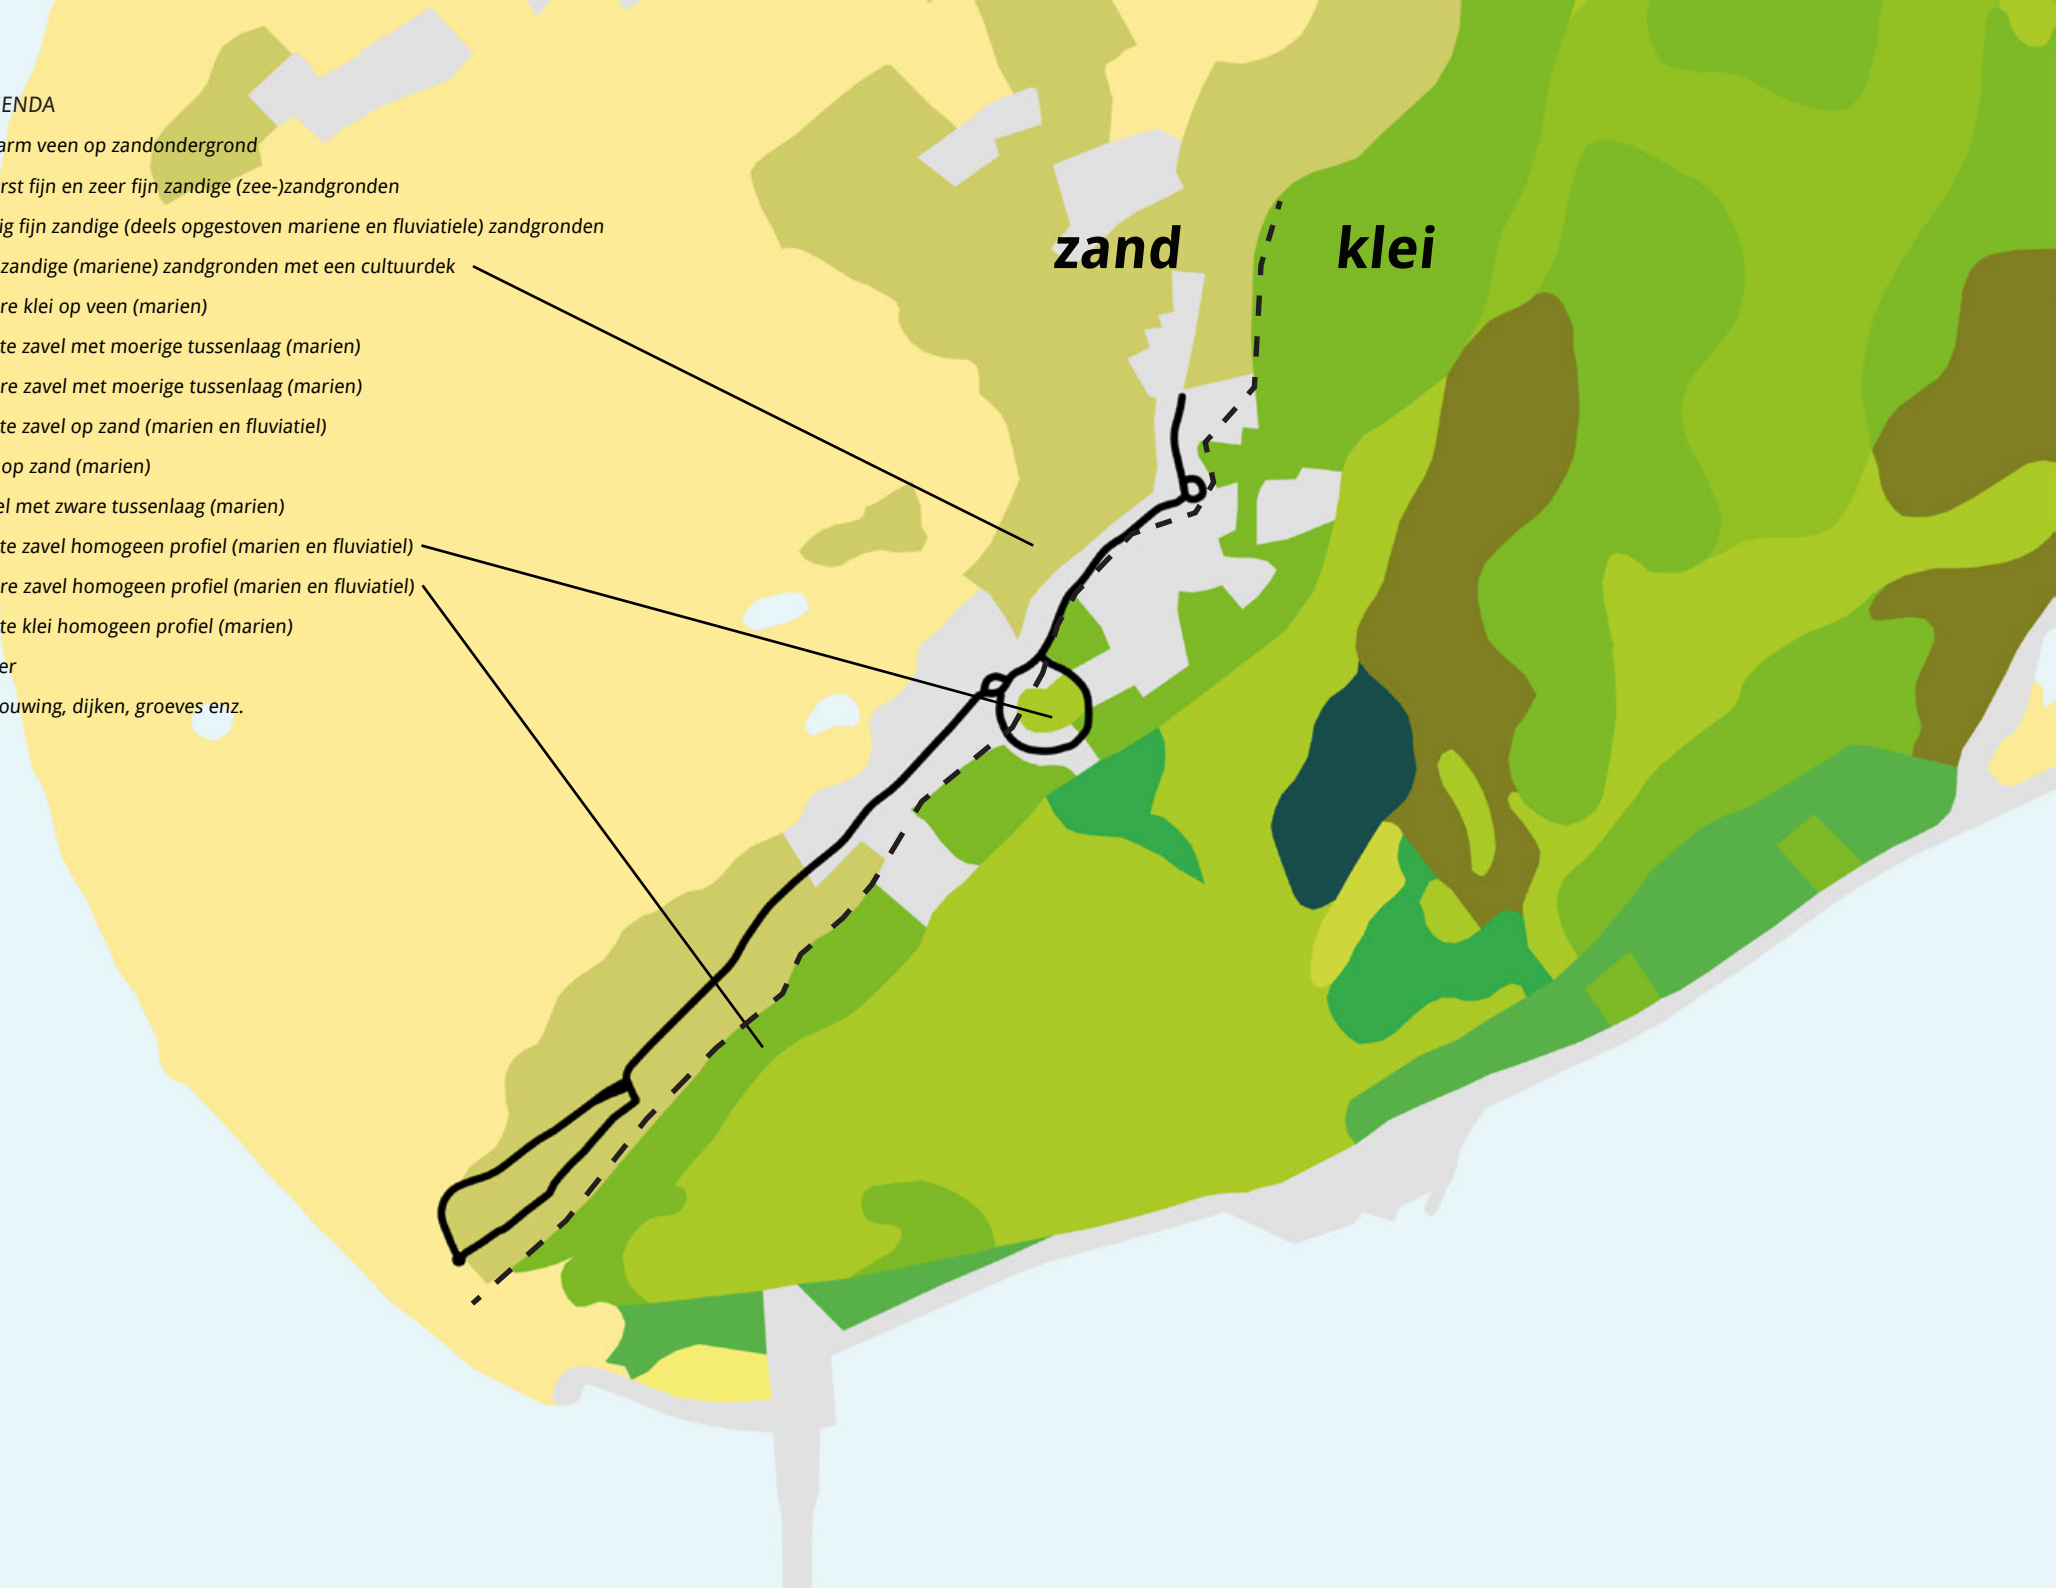 ENDA
arm veen op zandondergrond
rst fijn en zeer fijn zandige (zee-)zandgronden
ig fijn zandige (deels opgestoven mariene en fluviatiele) zandgronden
zandige (mariene) zandgronden met een cultuurdek
re klei op veen (marien)
te zavel met moerige tussenlaag (marien)
re zavel met moerige tussenlaag (marien)
te zavel op zand (marien en fluviatiel)
op zand (marien)
el met zware tussenlaag (marien)
te zavel homogeen profiel (marien en fluviatiel)
re zavel homogeen profiel (marien en fluviatiel)
te klei homogeen profiel (marien)
er
ouwing, dijken, groeves enz.
zand klei